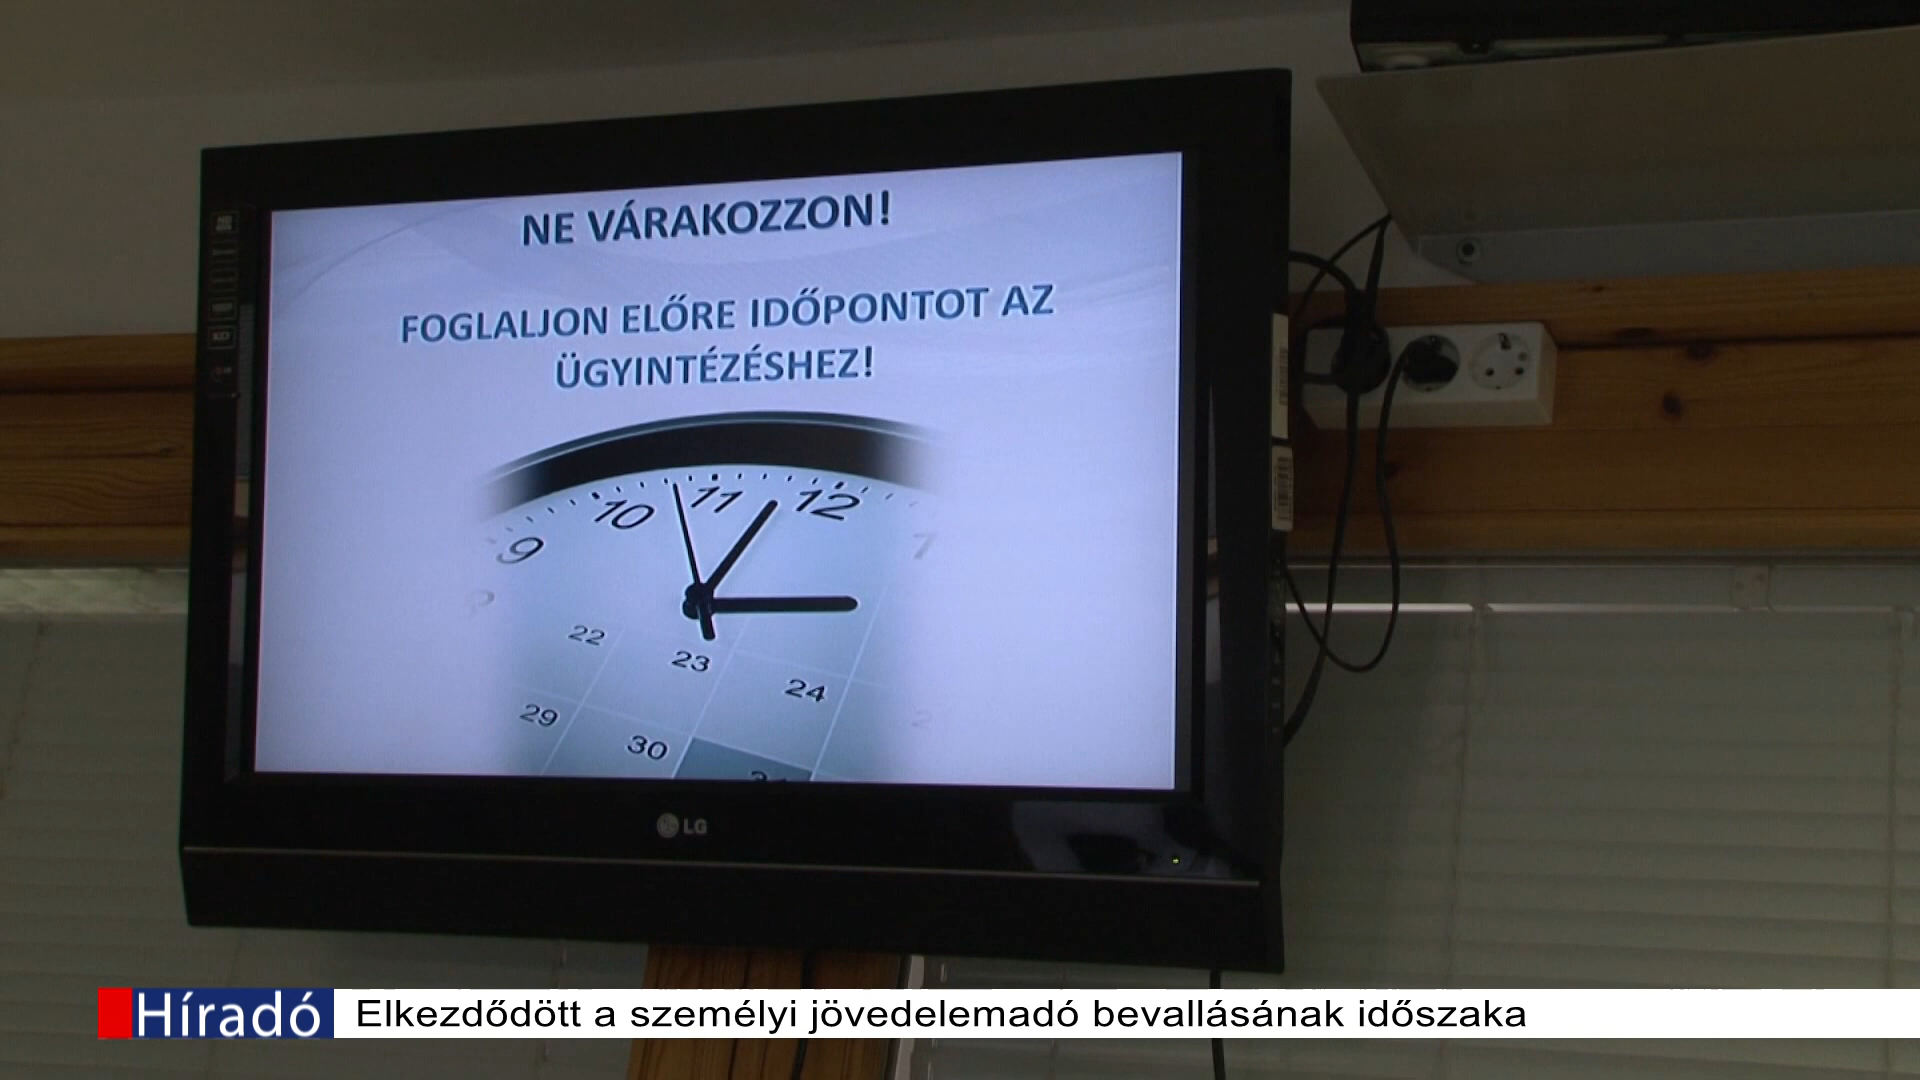 NE VÁRAKOZZON!
FOGLALJON ELŐRE IDŐPONTOT AZ
ÜGYINTÉZÉSHEZ!
10 11 12
9 7
22
23
24
29
30
LG
Híradó Elkezdődött a személyi jövedelemadó bevallásának időszaka